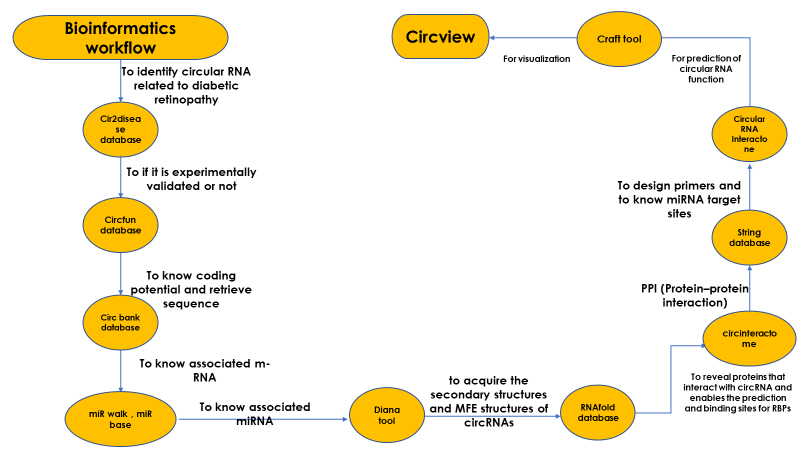 Bioinformatics
workflow
To identify circular RNA
related to diabetic
retinopathy
Cir2disea
se
database
To if it is experimentally
validated or not
Circfun
database
To know coding
potential and retrieve
sequence
Circ bank
database
To know associated m-
RNA
miR walk , miR
base
To know associated
miRNA
Diana
tool
to acquire the
secondary structures
and MFE structures of
circRNAs
RNAfold
database
circinteracto
me
To reveal proteins that
interact with circRNA and
enables the prediction
and binding sites for RBPs
PPI (Protein–protein
interaction)
String
database
To design primers and
to know miRNA target
sites
Circular
RNA
Interacto
ne
For prediction of
circular RNA
function
Craft tool
For visualization
Circview